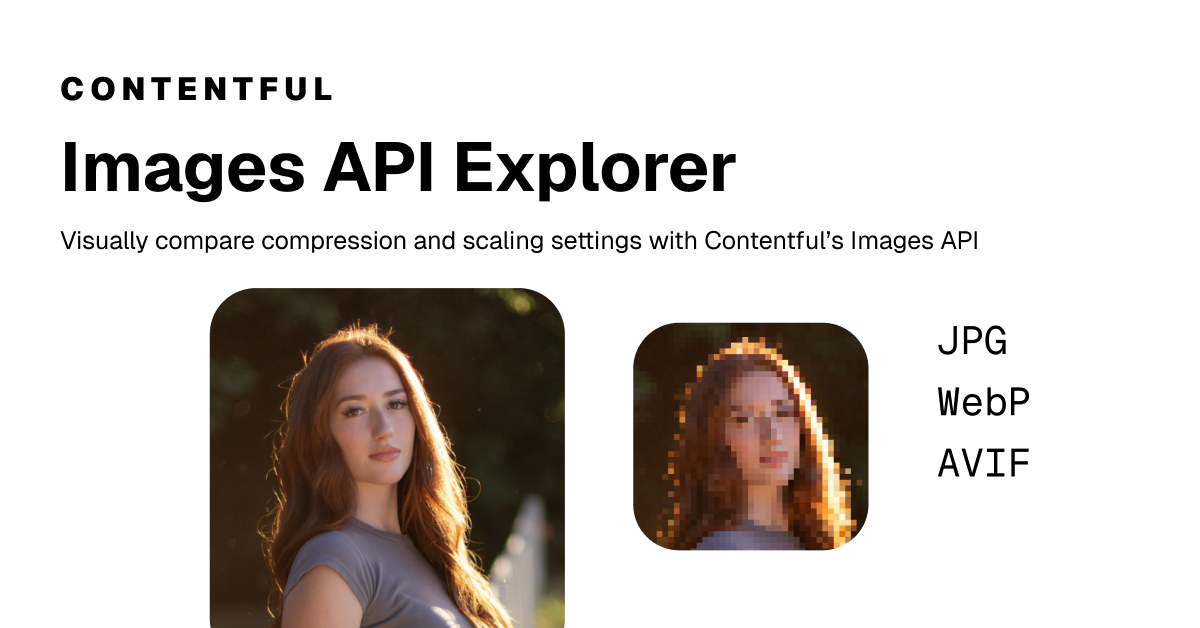 CONTENTFUL
Images API Explorer
Visually compare compression and scaling settings with Contentful’s Images API
JPG
WebP
AVIF